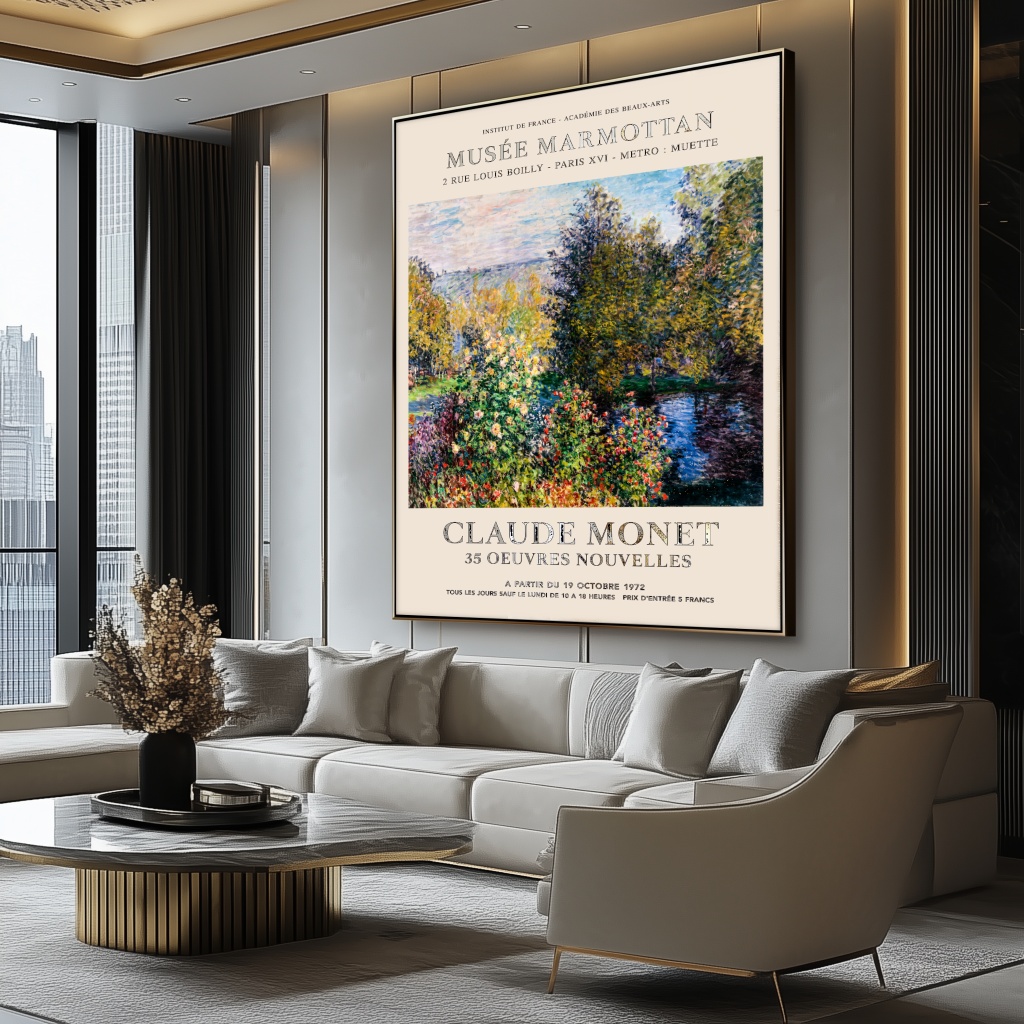 INSTITUT DE FRANCE - ACADÉMIE DES BEAUX-ARTS
MUSÉE MARMOTTAN
2 RUE LOUIS BOILLY - PARIS XVI - METRO : MUETTE
CLAUDE MONET
35 OEUVRES NOUVELLES
A PARTIR DU 19 OCTOBRE 1972
TOUS LES JOURS SAUF LE LUNDI DE 10 A 18 HEURES PRIX D'ENTRÉE 5 FRANCS